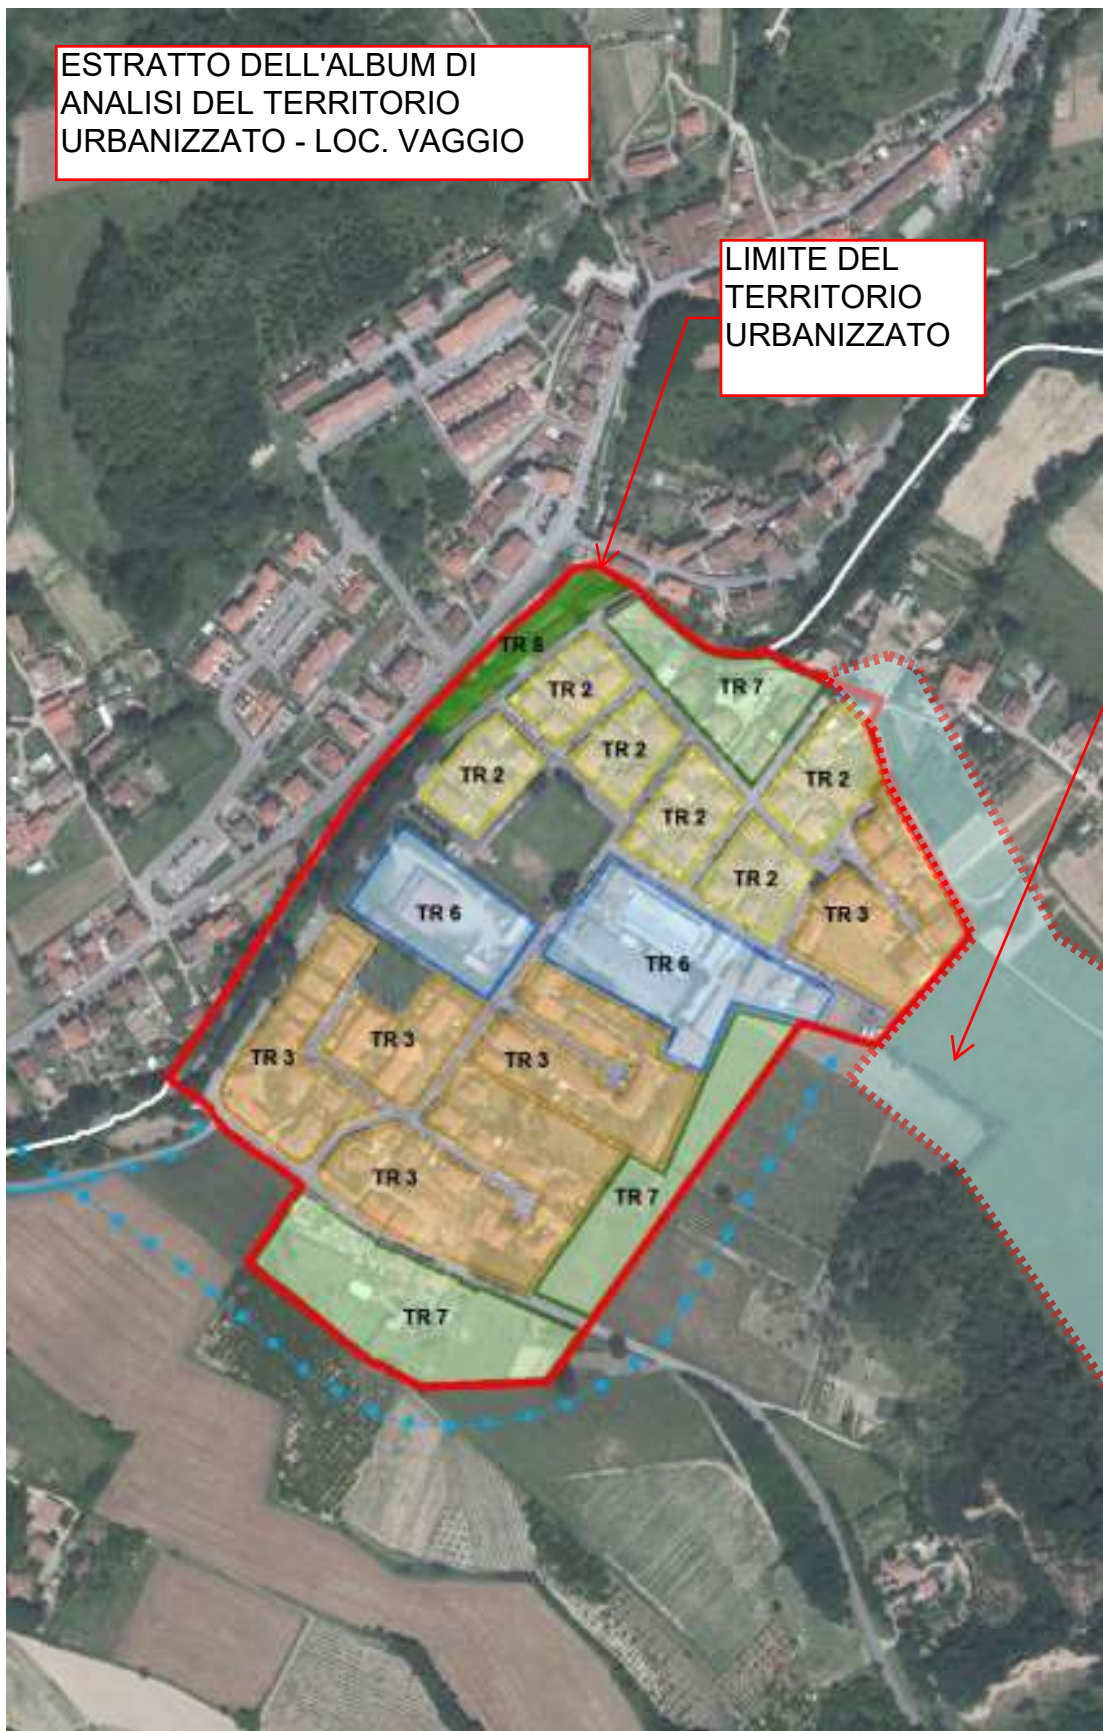 ESTRATTO DELL'ALBUM DI
ANALISI DEL TERRITORIO
URBANIZZATO - LOC. VAGGIO
LIMITE DEL
TERRITORIO
URBANIZZATO
TR 8
TR 2
TR 7
TR 2
TR 2
TR 2
TR 2
TR 2
TR 6
TR 3
TR 6
TR 3
TR 3
TR 3
TR 3
TR 7
TR 7